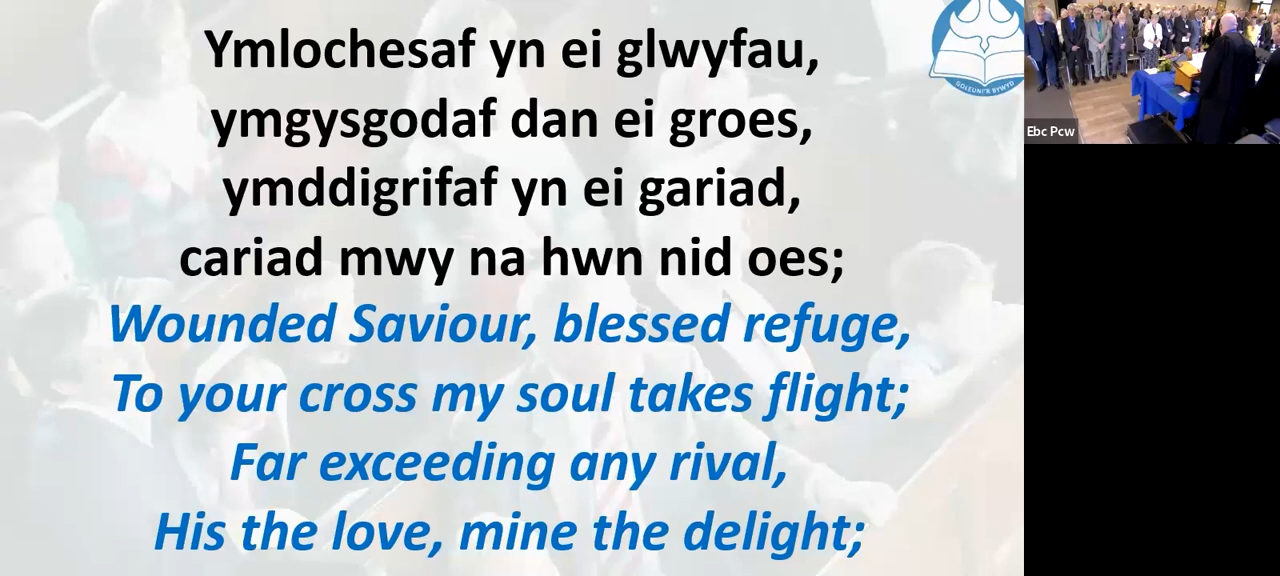 Ymlochesaf yn ei glwyfau,
ymgysgodaf dan ei groes,
ymddigrifaf yn ei gariad,
cariad mwy na hwn nid oes;
Wounded Saviour, blessed refuge,
To your cross my soul takes flight;
Far exceeding any rival,
His the love, mine the delight;
GOLEUNI'R BYWYD
Ebc Pcw